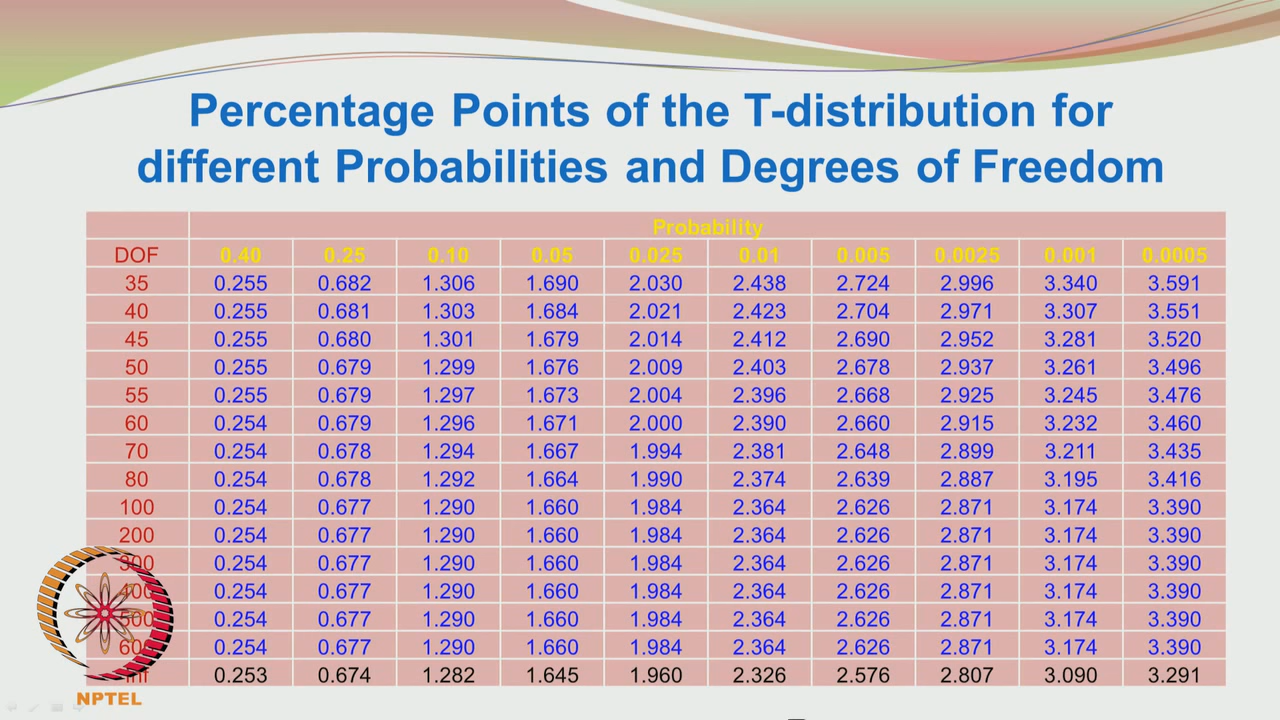 Percentage Points of the T-distribution for
different Probabilities and Degrees of Freedom
Probability
DOF 0.40 0.25 0.10 0.05 0.025 0.01 0.005 0.0025 0.001 0.0005
35 0.255 0.682 1.306 1.690 2.030 2.438 2.724 2.996 3.340 3.591
40 0.255 0.681 1.303 1.684 2.021 2.423 2.704 2.971 3.307 3.551
45 0.255 0.680 1.301 1.679 2.014 2.412 2.690 2.952 3.281 3.520
50 0.255 0.679 1.299 1.676 2.009 2.403 2.678 2.937 3.261 3.496
55 0.255 0.679 1.297 1.673 2.004 2.396 2.668 2.925 3.245 3.476
60 0.254 0.679 1.296 1.671 2.000 2.390 2.660 2.915 3.232 3.460
70 0.254 0.678 1.294 1.667 1.994 2.381 2.648 2.899 3.211 3.435
80 0.254 0.678 1.292 1.664 1.990 2.374 2.639 2.887 3.195 3.416
100 0.254 0.677 1.290 1.660 1.984 2.364 2.626 2.871 3.174 3.390
200 0.254 0.677 1.290 1.660 1.984 2.364 2.626 2.871 3.174 3.390
300 0.254 0.677 1.290 1.660 1.984 2.364 2.626 2.871 3.174 3.390
400 0.254 0.677 1.290 1.660 1.984 2.364 2.626 2.871 3.174 3.390
500 0.254 0.677 1.290 1.660 1.984 2.364 2.626 2.871 3.174 3.390
600 0.254 0.677 1.290 1.660 1.984 2.364 2.626 2.871 3.174 3.390
inf 0.253 0.674 1.282 1.645 1.960 2.326 2.576 2.807 3.090 3.291
NPTEL